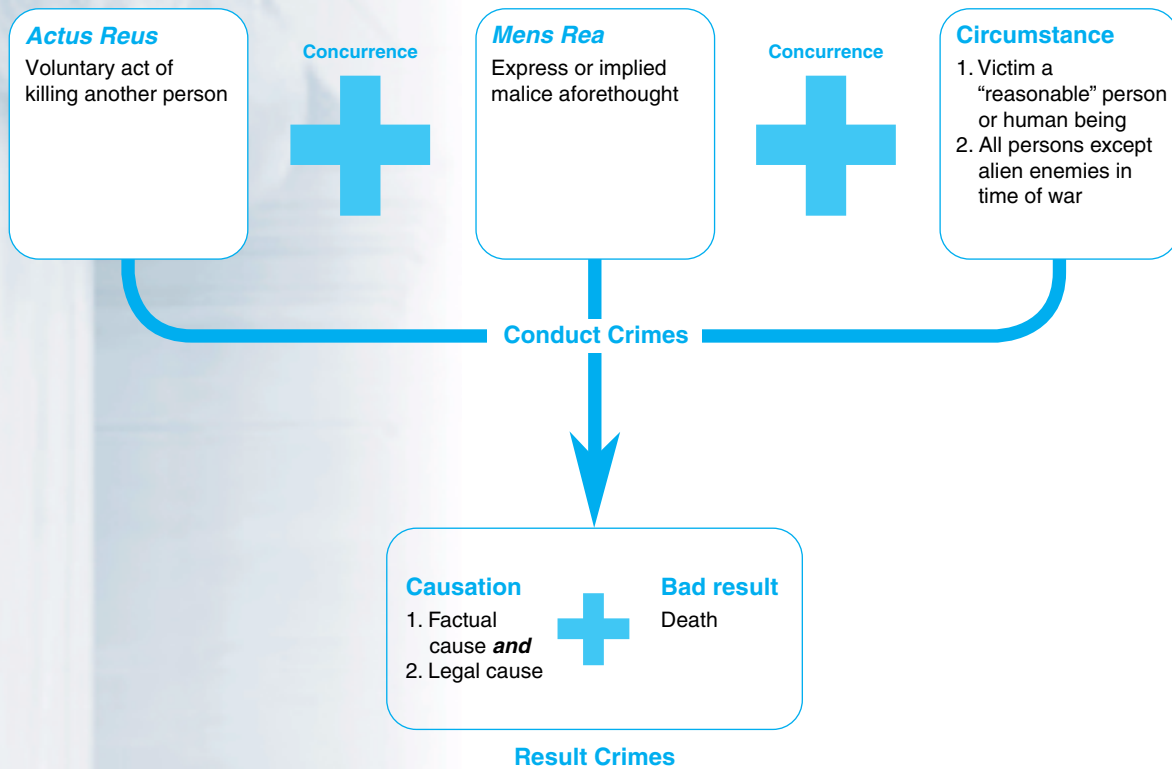 Actus Reus
Voluntary act of
killing another person
Concurrence
Mens Rea
Express or implied
malice aforethought
Concurrence
Circumstance
1. Victim a
“reasonable” person
or human being
2. All persons except
alien enemies in
time of war
Conduct Crimes
Causation
1. Factual
cause and
2. Legal cause
Bad result
Death
Result Crimes